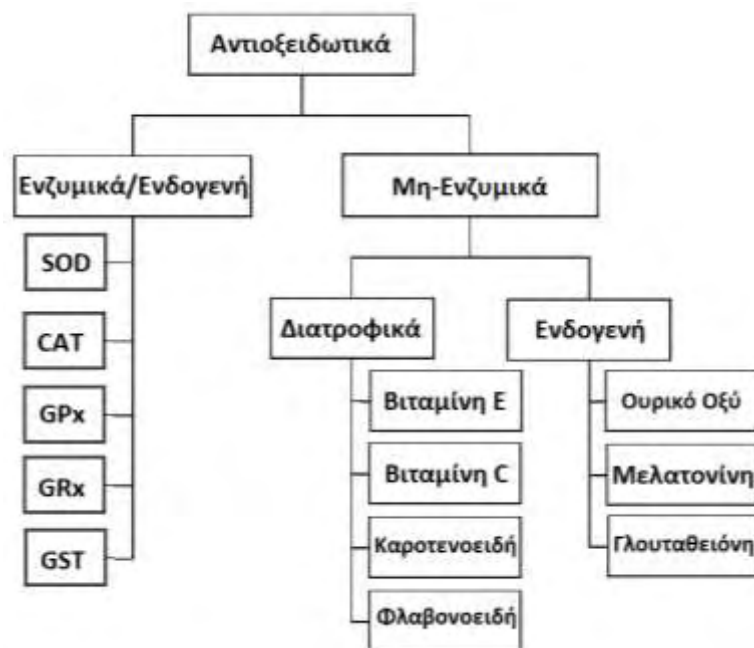 Αντιοξειδωτικά
Ενζυμικά/Ενδογενή
Μη-Ενζυμικά
SOD
CAT
GPx
GRx
GST
Διατροφικά
Ενδογενή
Βιταμίνη Ε
Βιταμίνη C
Καροτενοειδή
Φλαβονοειδή
Ουρικό Οξύ
Μελατονίνη
Γλουταθειόνη